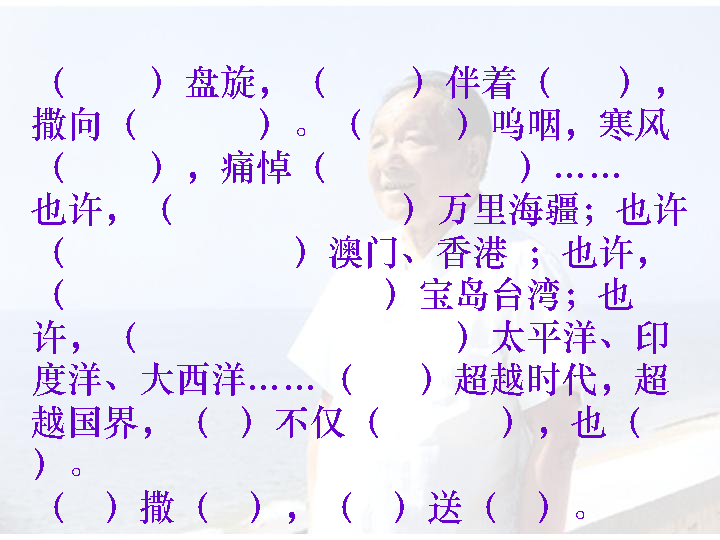 （　　）盘旋，（　　）伴着（　　），
撒向（　　　）。（　　）呜咽，寒风
（　　），痛悼（　　　　　）……
也许，（　　　　　　）万里海疆；也许
（　　　　　　）澳门、香港 ；也许，
（　　　　　　　　　）宝岛台湾；也
许，（　　　　　　　　　）太平洋、印
度洋、大西洋……（　　）超越时代，超
越国界，（　）不仅（　　　），也（
）。
（　）撒（　），（　）送（　）。